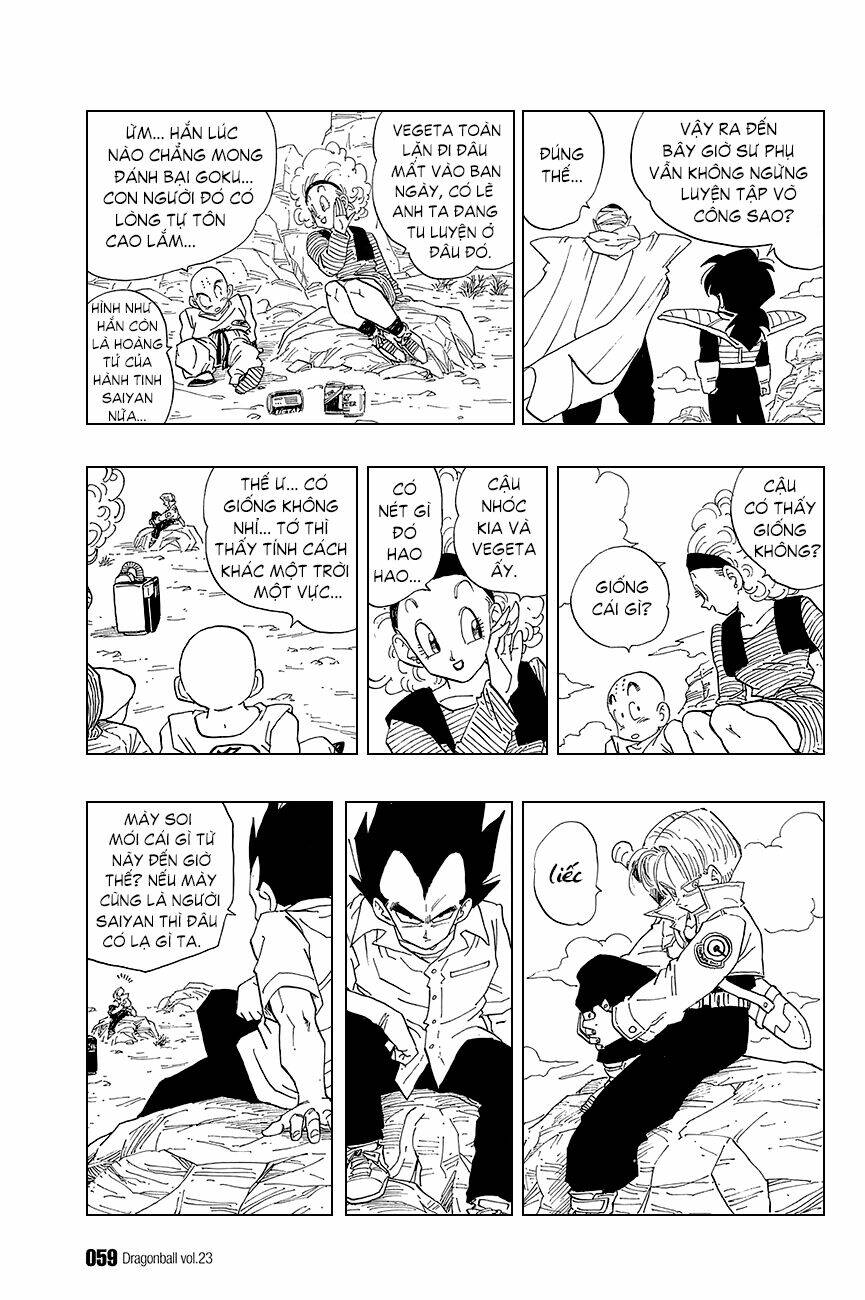 VẬY RA ĐẾN
BÂY GIỜ SƯ PHỤ
VẪN KHÔNG NGỪNG
LUYỆN TẬP VÕ
CÔNG SAO?
ĐÚNG
THẾ...
VEGETA TOÀN
LẶN ĐI ĐÂU
MẤT VÀO BAN
NGÀY, CÓ LẼ
ANH TA ĐANG
TU LUYỆN Ở
ĐÂU ĐÓ.
ỪM... HẮN LÚC
NÀO CHẲNG MONG
ĐÁNH BẠI GOKU...
CON NGƯỜI ĐÓ CÓ
LÒNG TỰ TÔN
CAO LẮM...
HÌNH NHƯ
HẮN CÒN
LÀ HOÀNG
TỬ CỦA
HÀNH TINH
SAIYAN
NỮA...
CẬU
CÓ THẤY
GIỐNG
KHÔNG?
GIỐNG
CÁI GÌ?
CẬU
NHÓC
KIA VÀ
VEGETA
ẤY.
CÓ
NÉT GÌ
ĐÓ
HAO
HAO...
THẾ Ư... CÓ
GIỐNG KHÔNG
NHỈ... TỚ THÌ
THẤY TÍNH CÁCH
KHÁC MỘT TRỜI
MỘT VỰC...
liếc
MÀY SOI
MÓI CÁI GÌ TỪ
NÃY ĐẾN GIỜ
THẾ? NẾU MÀY
CŨNG LÀ NGƯỜI
SAIYAN THÌ ĐÂU
CÓ LẠ GÌ TA.
059 Dragonball vol.23